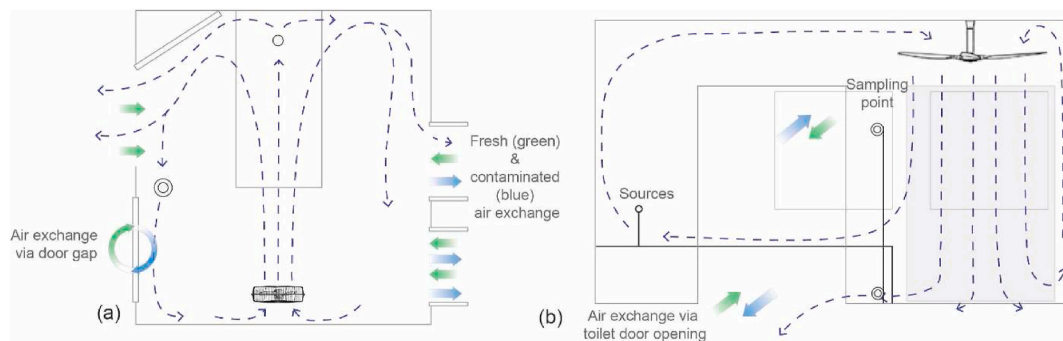 (a)
Fresh (green)
&
contaminated
(blue)
air exchange
Air exchange
via door gap
(b)
Sampling
point
Sources
Air exchange via
toilet door opening